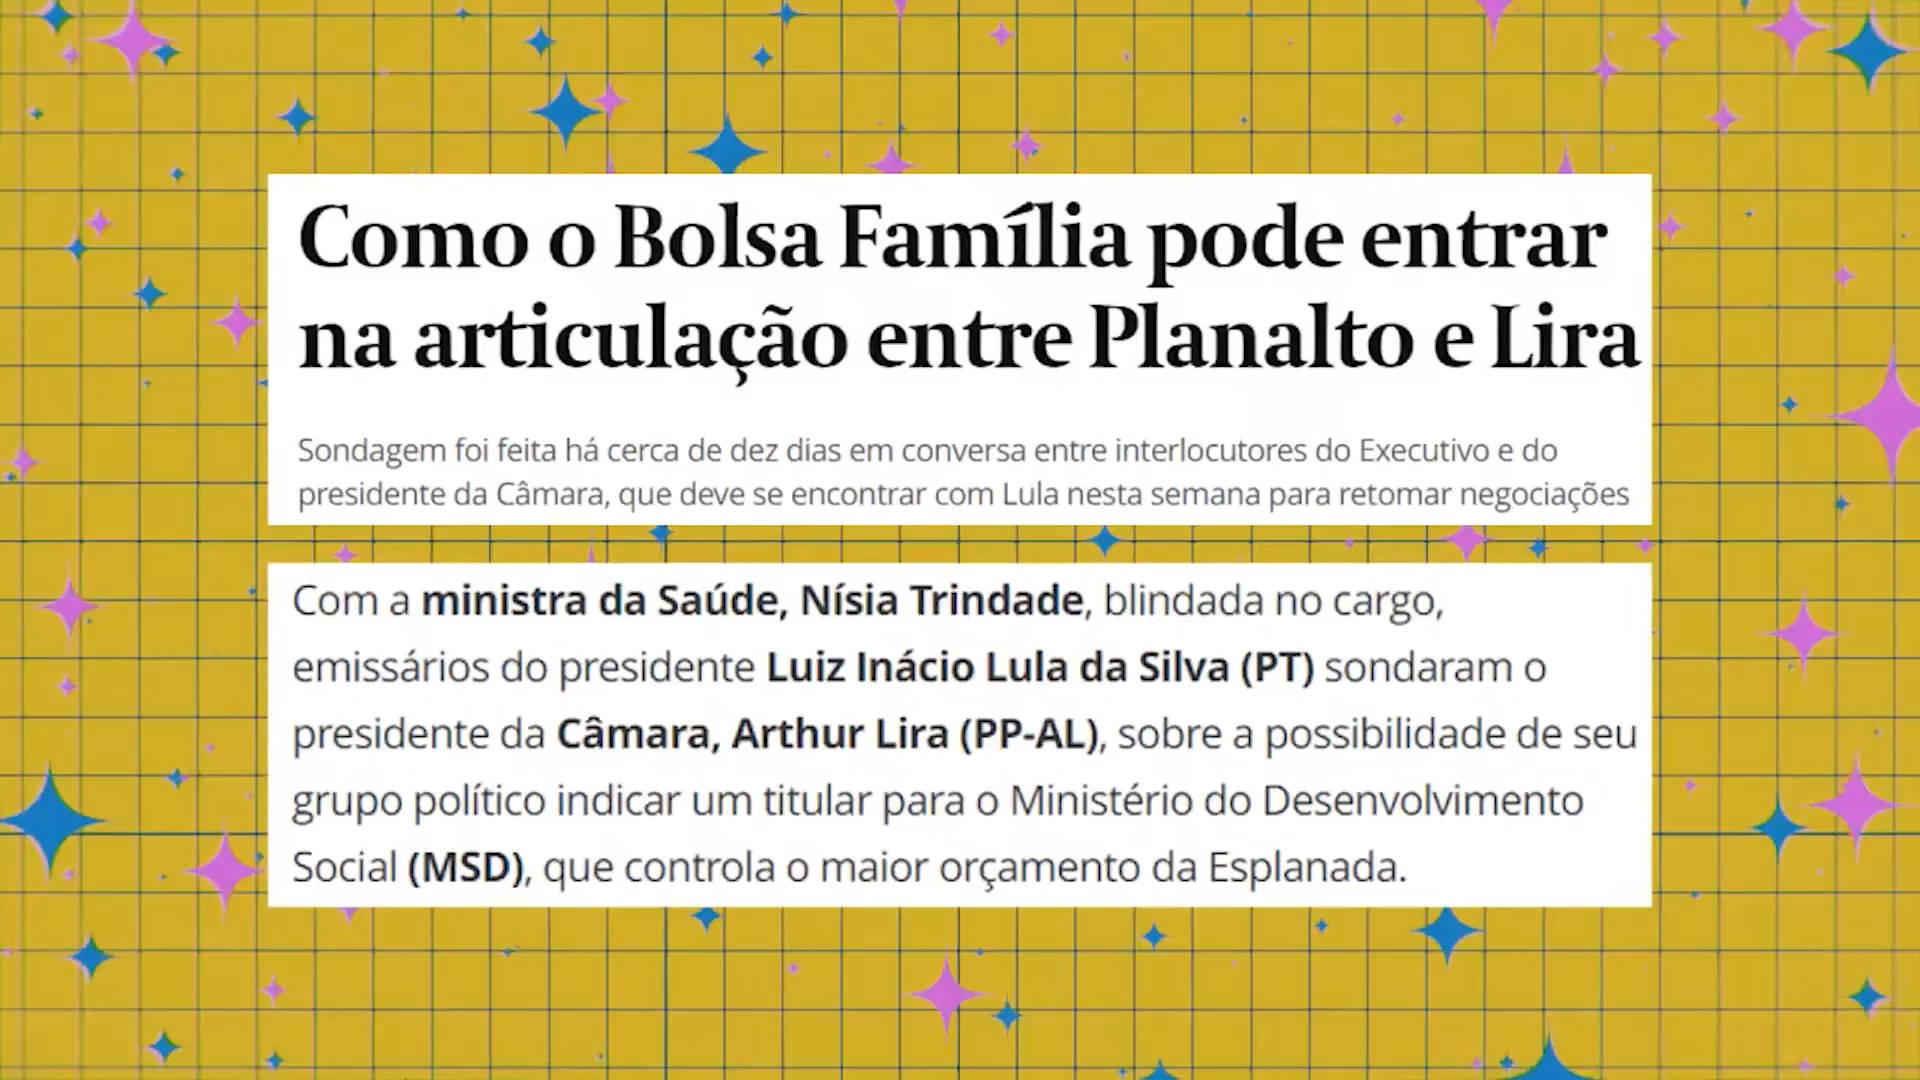 Como o Bolsa Família pode entrar
na articulação entre Planalto e Lira
Sondagem foi feita há cerca de dez dias em conversa entre interlocutores do Executivo e do
presidente da Câmara, que deve se encontrar com Lula nesta semana para retomar negociações
Com a ministra da Saúde, Nísia Trindade, blindada no cargo,
emissários do presidente Luiz Inácio Lula da Silva (PT) sondaram o
presidente da Câmara, Arthur Lira (PP-AL), sobre a possibilidade de seu
grupo político indicar um titular para o Ministério do Desenvolvimento
Social (MSD), que controla o maior orçamento da Esplanada.